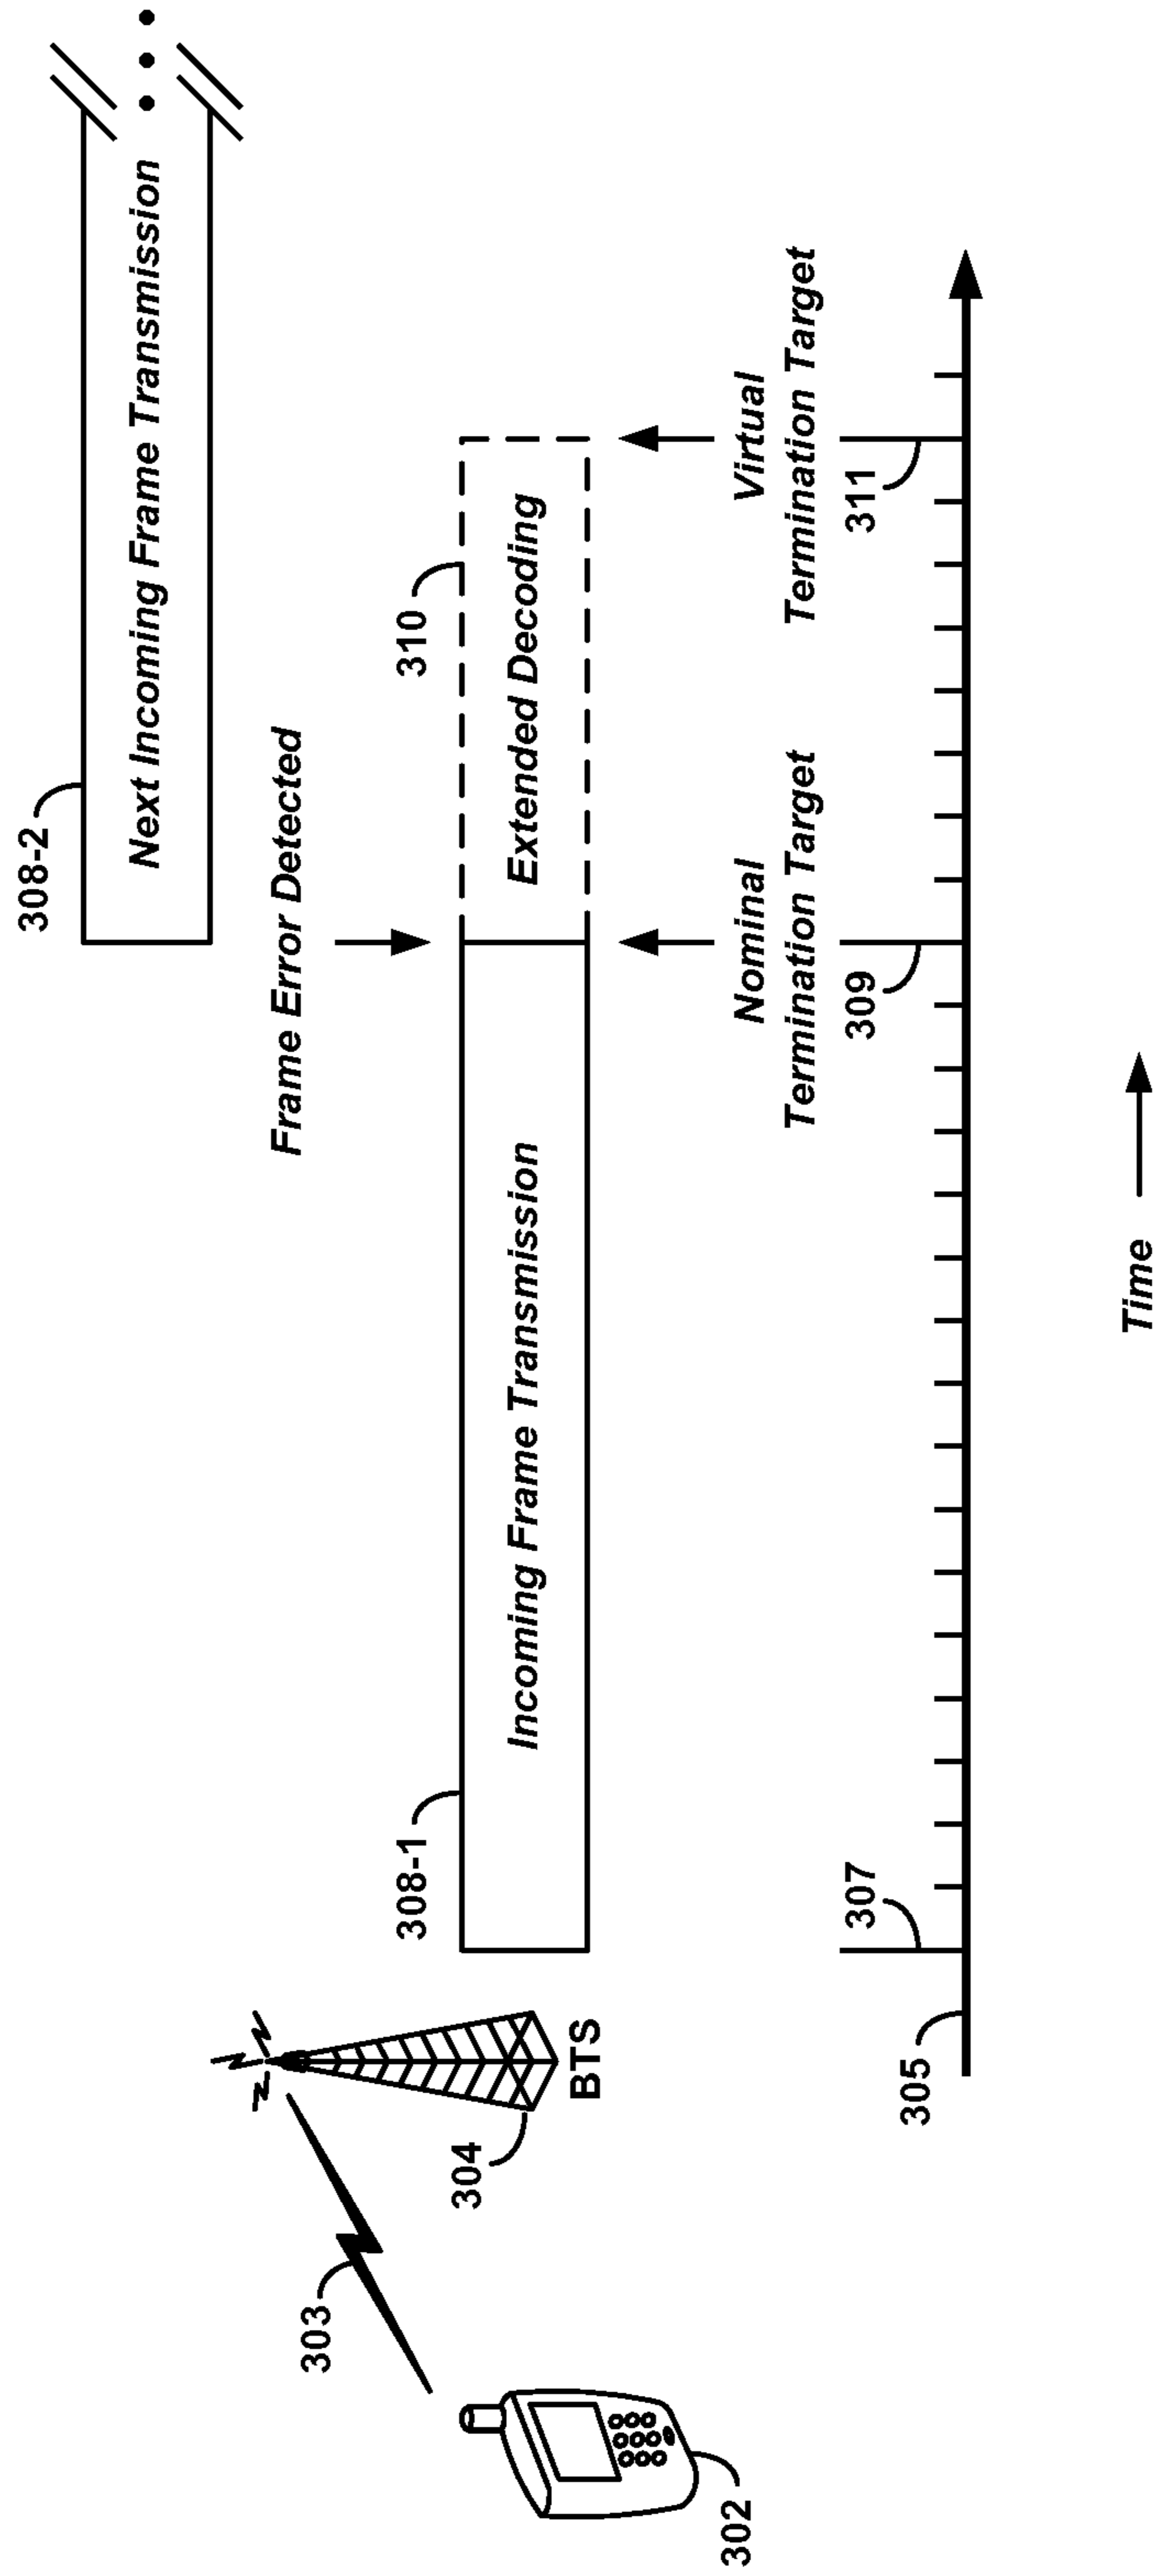 308-2
Next Incoming Frame Transmission
Frame Error Detected
303
304
BTS
302
308-1
310
Incoming Frame Transmission
Extended Decoding
Nominal
Termination Target
Virtual
Termination Target
305
307
309
311
Time